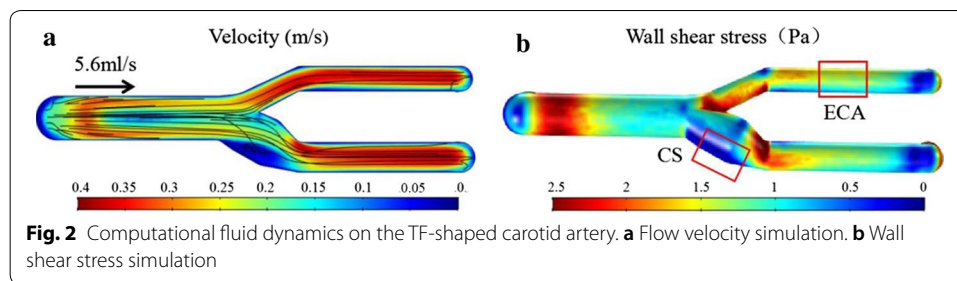 a
Velocity (m/s)
5.6ml/s
0.4 0.35 0.3 0.25 0.2 0.15 0.1 0.05 .0
b
Wall shear stress（Pa）
ECA
CS
2.5 2 1.5 1 0.5 0
Fig. 2 Computational fluid dynamics on the TF-shaped carotid artery. a Flow velocity simulation. b Wall
shear stress simulation